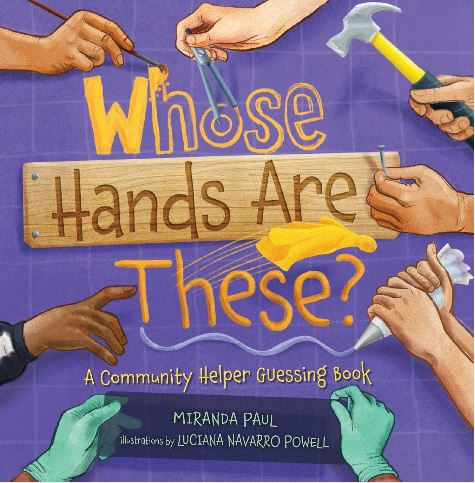 Whose
Hands Are
These?
A Community Helper Guessing Book
MIRANDA PAUL
illustrations by LUCIANA NAVARRO POWELL